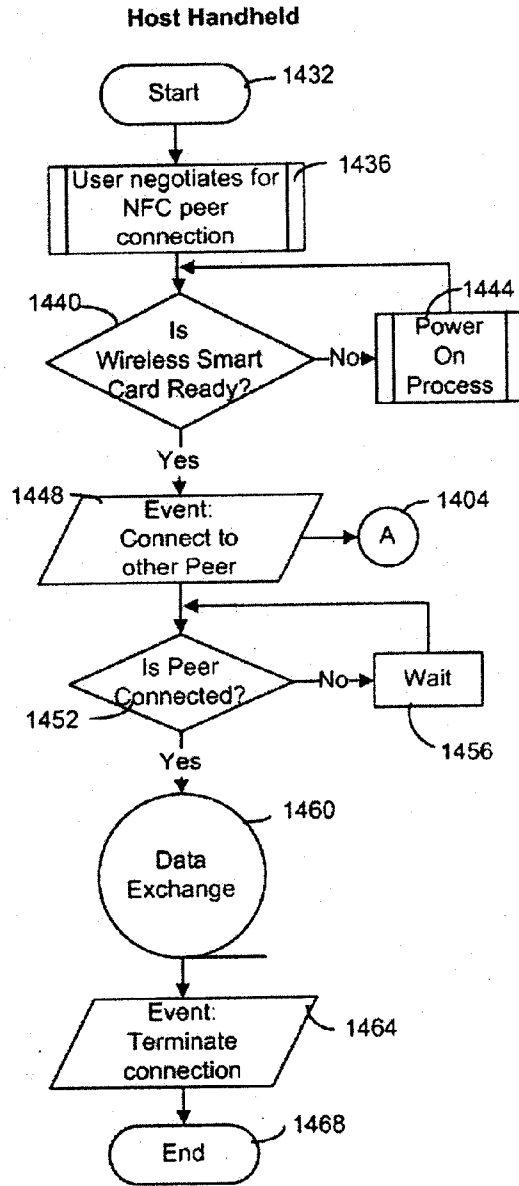 Host Handheld
Start
1432
User negotiates for
NFC peer
connection
1436
1440
Is
Wireless Smart
Card Ready?
No
1444
Power
On
Process
Yes
1448
Event:
Connect to
other Peer
1404
A
Is Peer
Connected?
1452
No
Wait
1456
Yes
1460
Data
Exchange
Event:
Terminate
connection
1464
End
1468